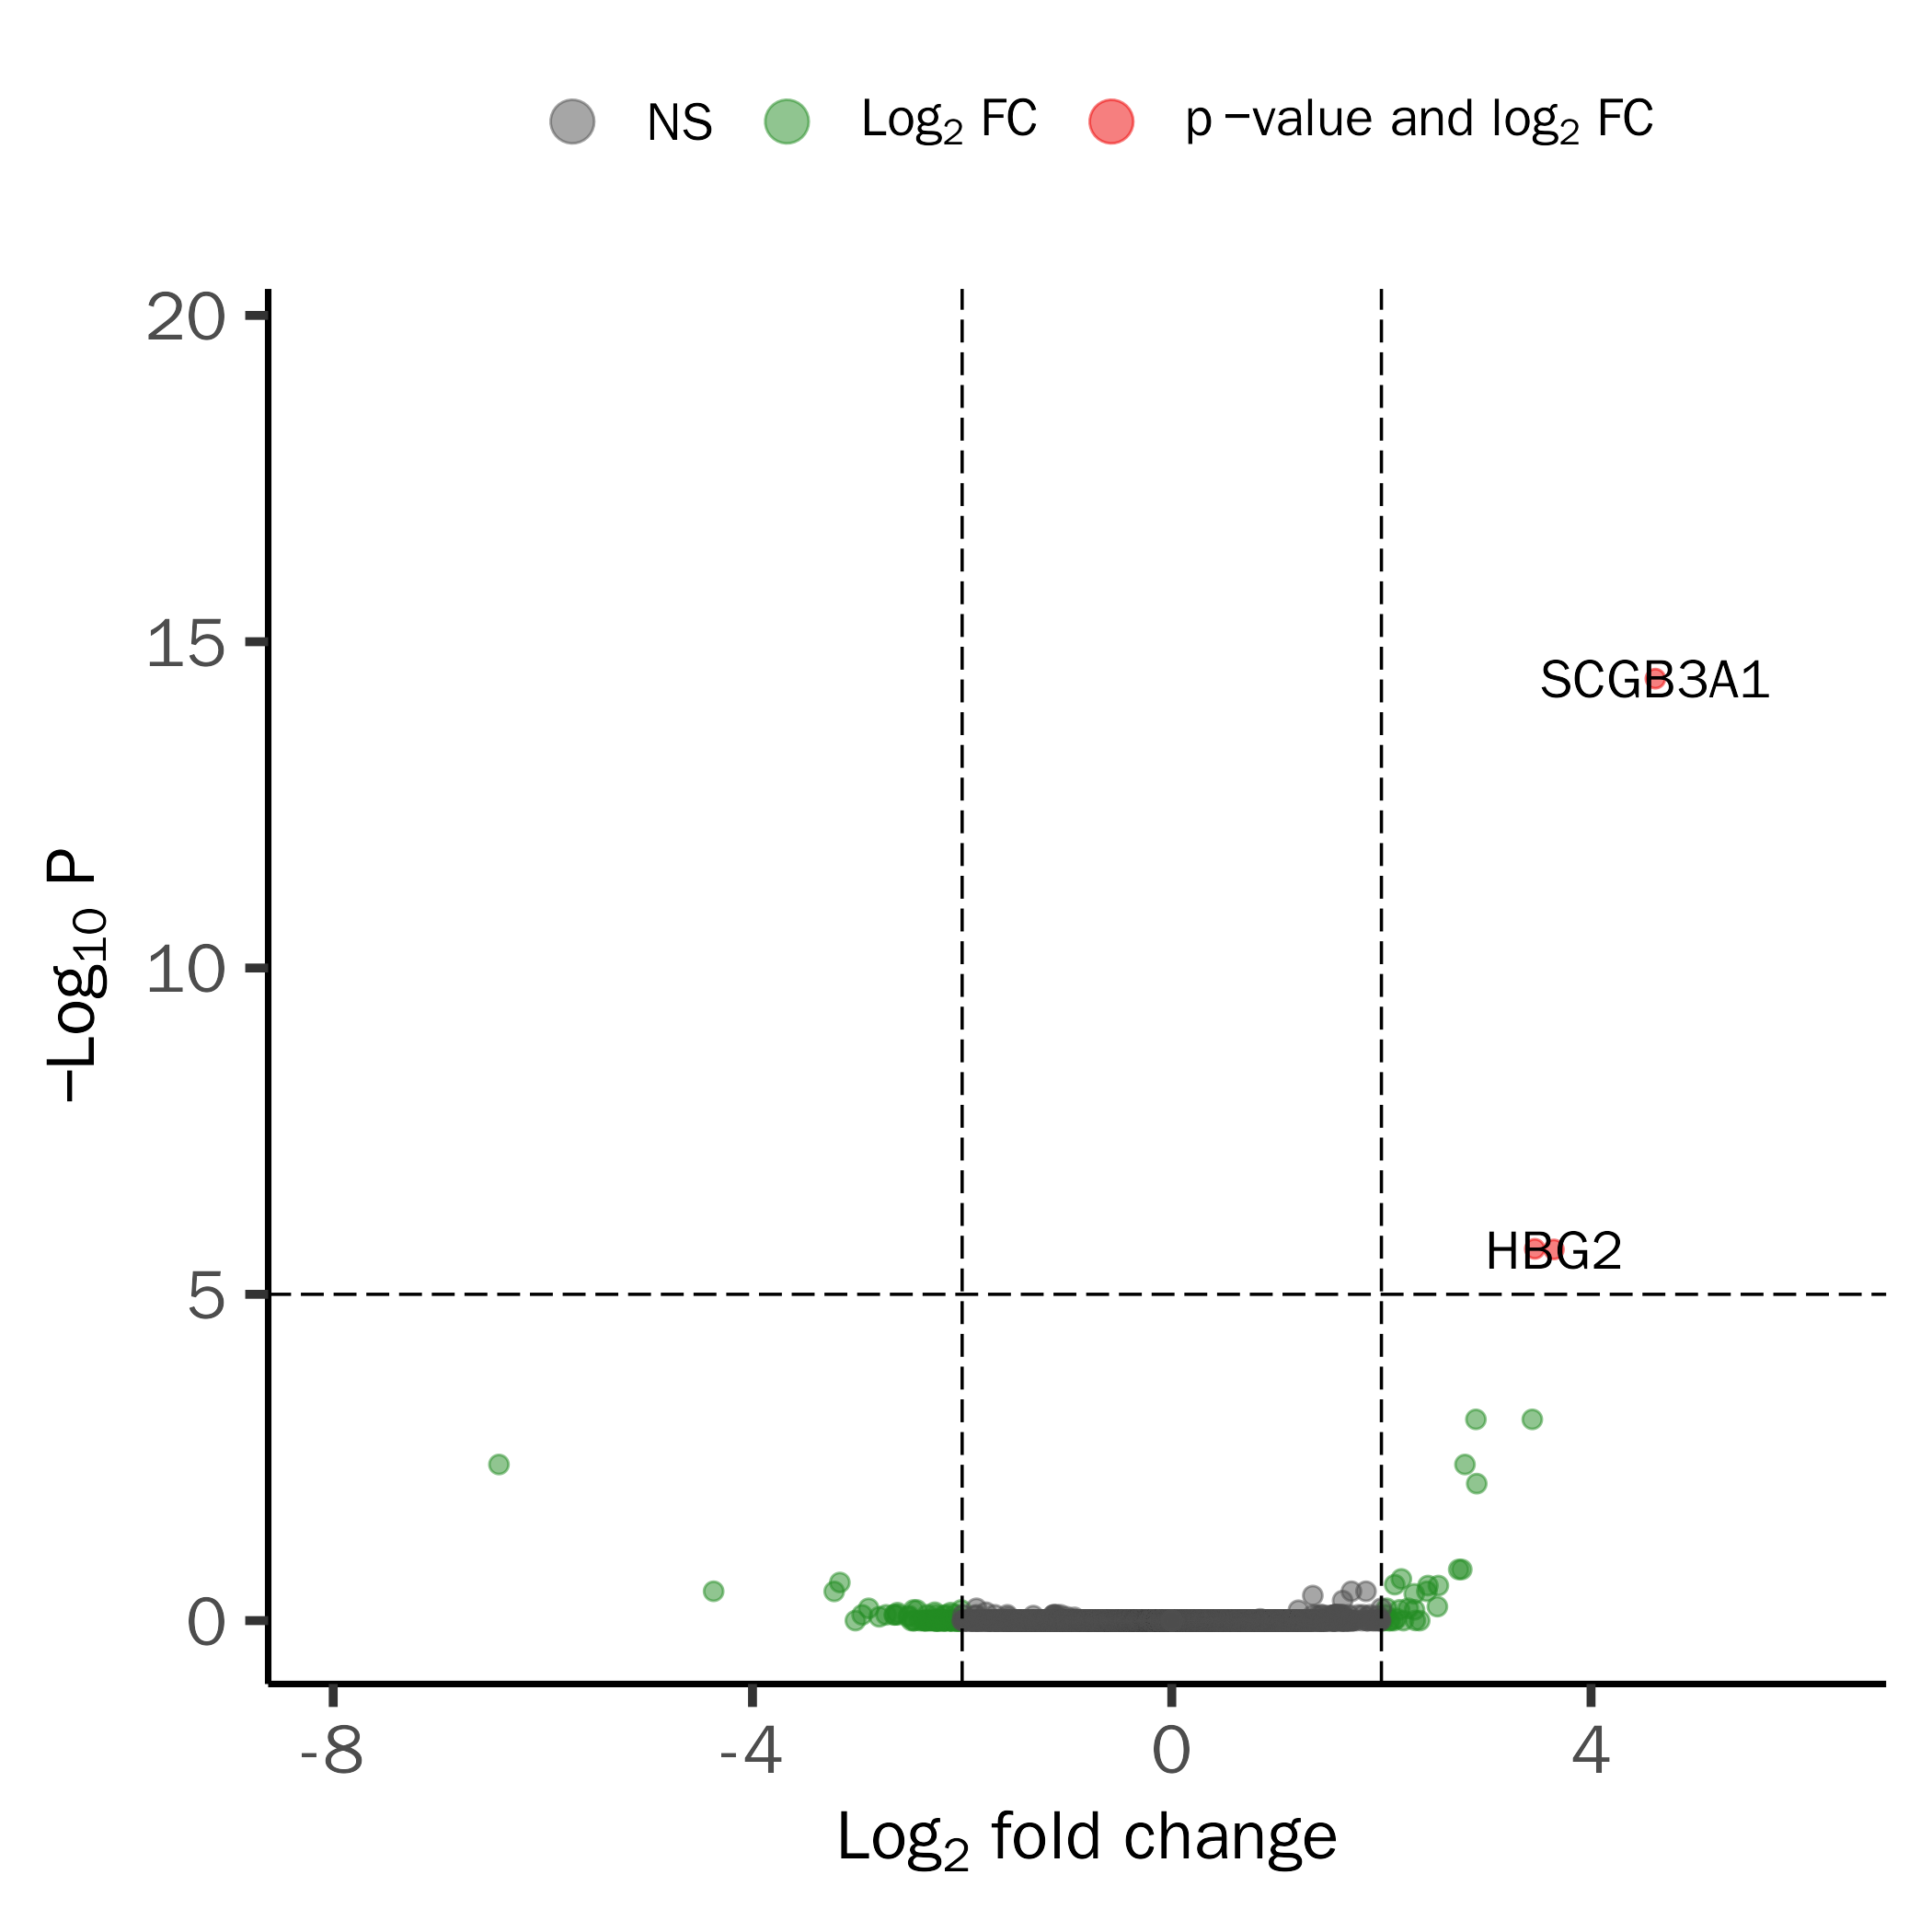 NS Log₂ FC p −value and log₂ FC
20
15
SCGB3A1
10
HBG2
5
0
-8 -4 0 4
Log₂ fold change
−Log₁₀ P